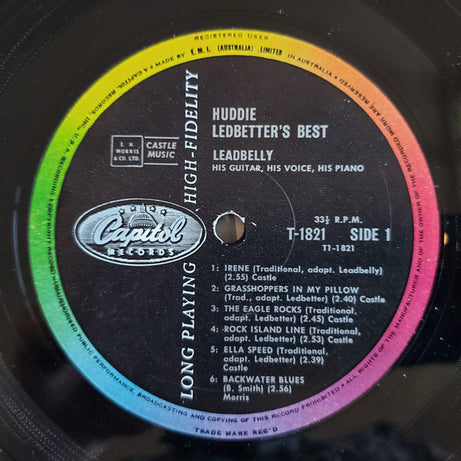 REGISTERED USER
E.M.I. (AUSTRALIA) LIMITED
IN AUSTRALIA
HUDDIE
LEDBETTER'S BEST
E. H.
MORRIS
& CO. LTD.
CASTLE
MUSIC
LEADBELLY
HIS GUITAR, HIS VOICE, HIS PIANO
LONG PLAYING HIGH-FIDELITY
Capitol
RECORDS
33⅓ R.P.M.
T-1821 SIDE 1
T1-1821
1: IRENE (Traditional, adapt. Leadbelly)
(2.55) Castle
2: GRASSHOPPERS IN MY PILLOW
(Trad., adapt. Ledbetter) (2.40) Castle
3: THE EAGLE ROCKS (Traditional,
adapt. Ledbetter) (2.45) Castle
4: ROCK ISLAND LINE (Traditional,
adapt. Ledbetter) (2.53) Castle
5: ELLA SPEED (Traditional,
adapt. Ledbetter) (2.39)
Castle
6: BACKWATER BLUES
(B. Smith) (2.56)
Morris
PUBLIC PERFORMANCE, BROADCASTING AND COPYING OF THIS RECORD PROHIBITED • ALL RIGHTS OF THE MANUFACTURER AND OF THE OWNER OF THE RECORDED WORK RESERVED
TRADE MARK REG'D